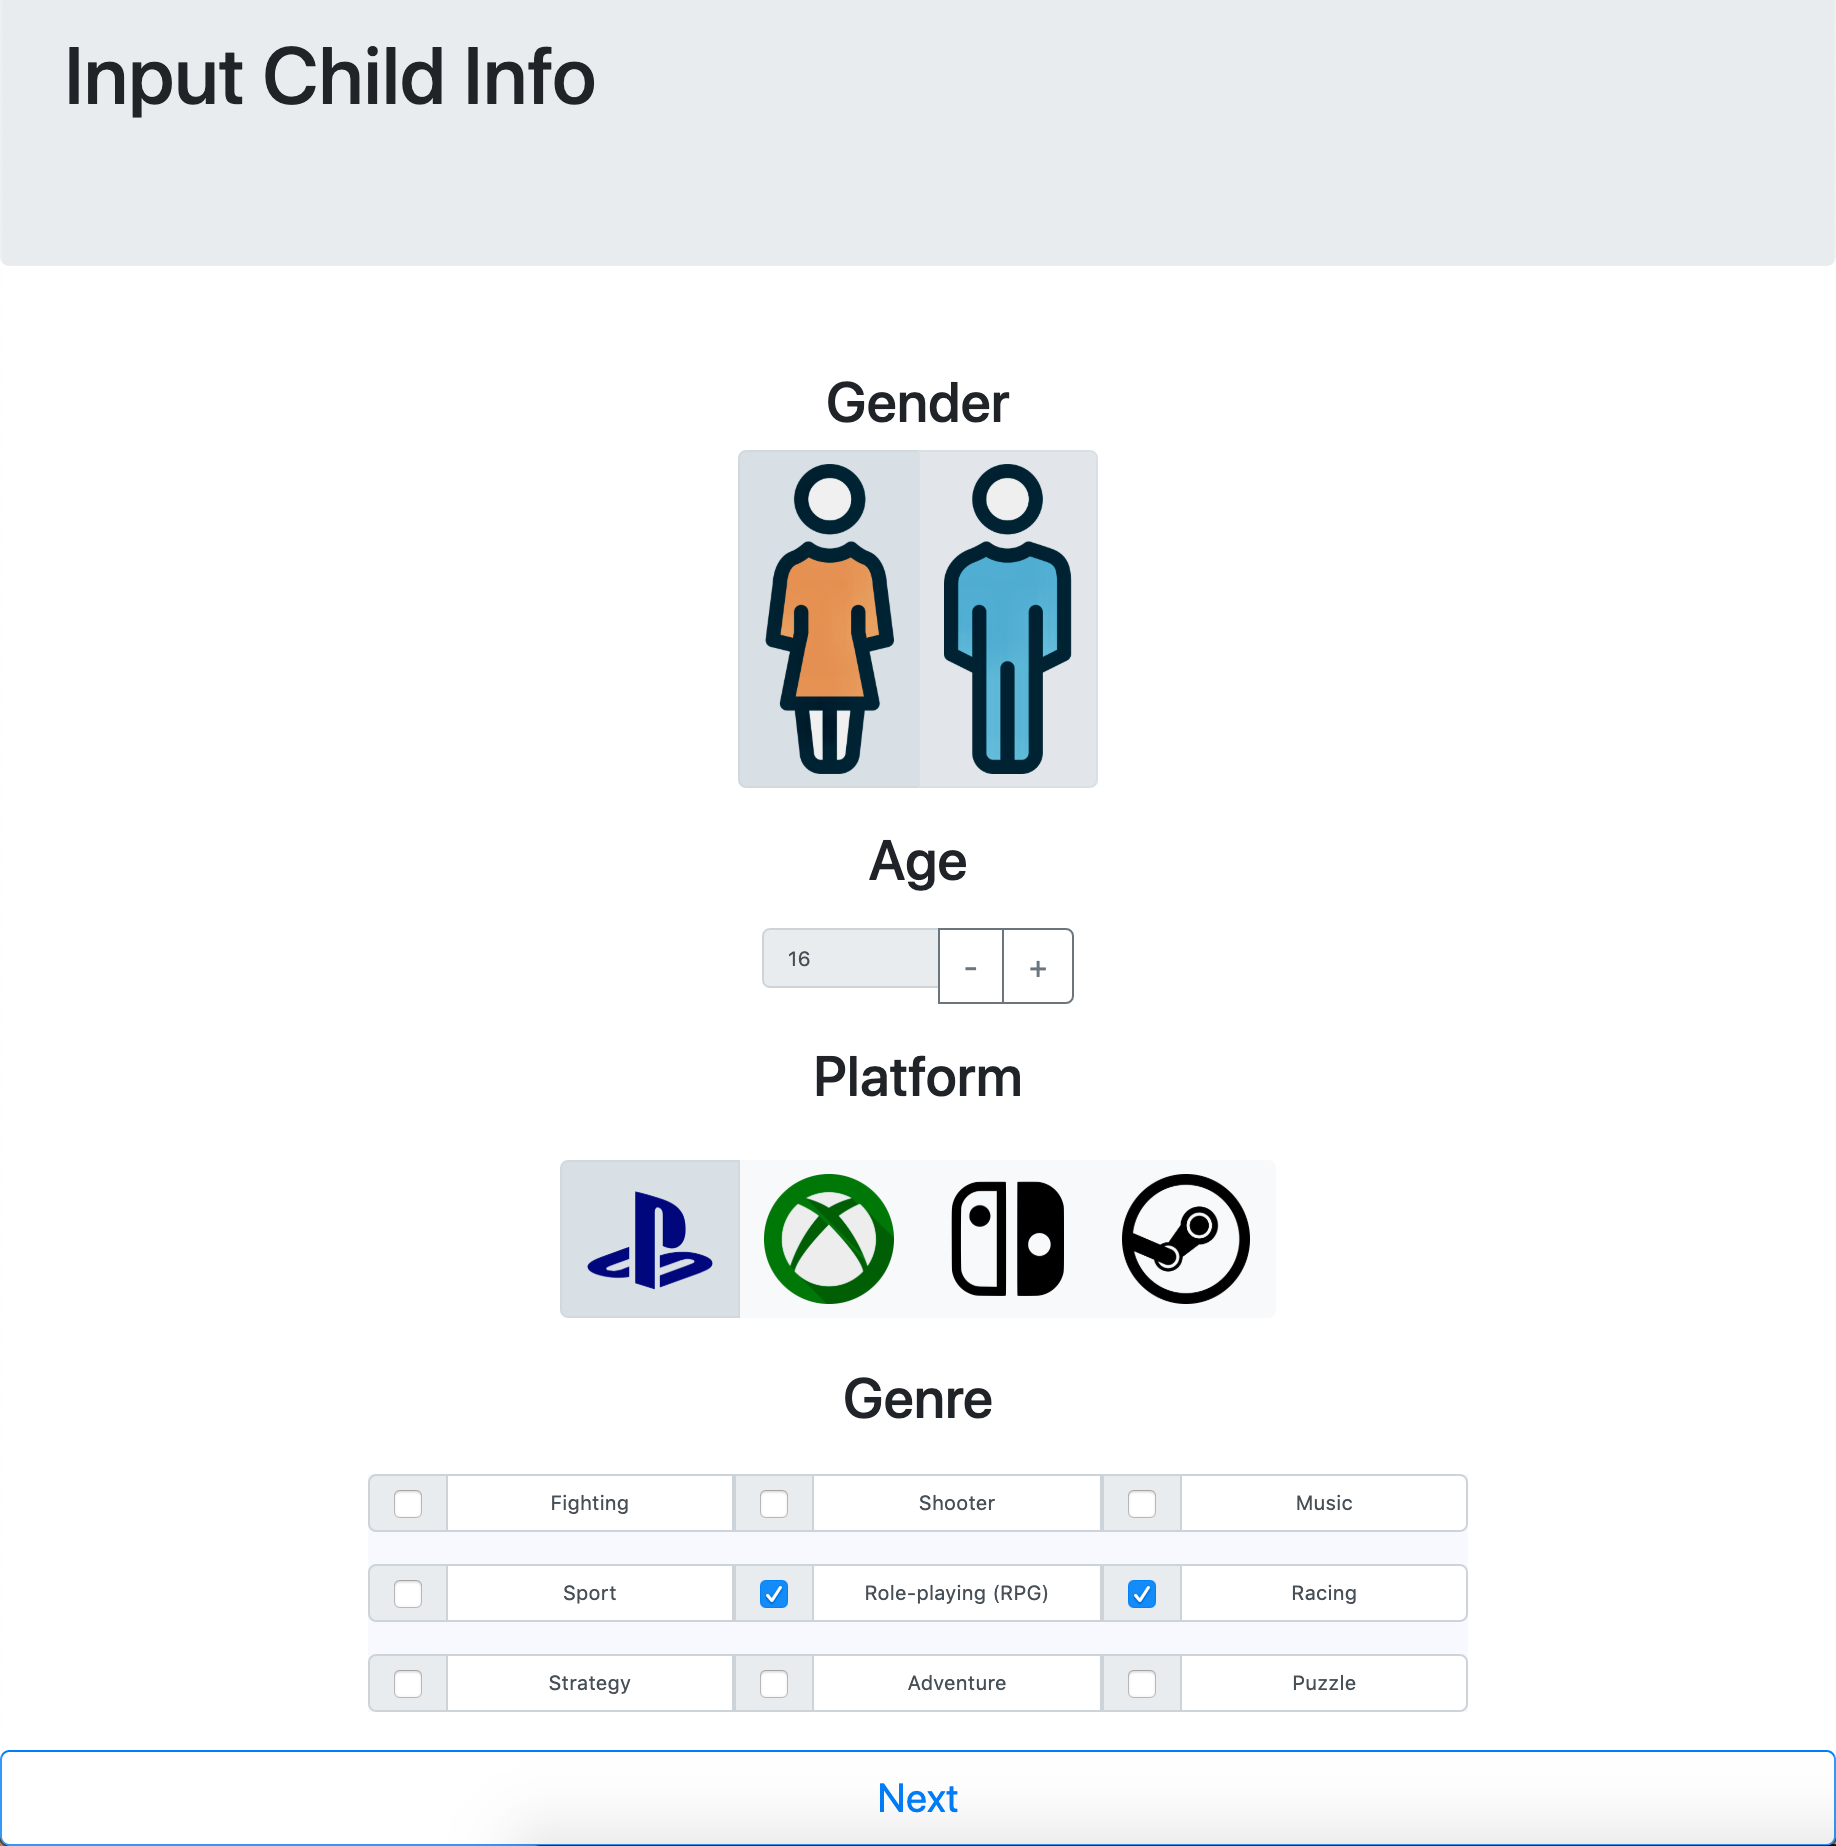 Input Child Info
Gender
Age
16
- +
Platform
Genre
Fighting Shooter Music
Sport Role-playing (RPG) Racing
Strategy Adventure Puzzle
Next